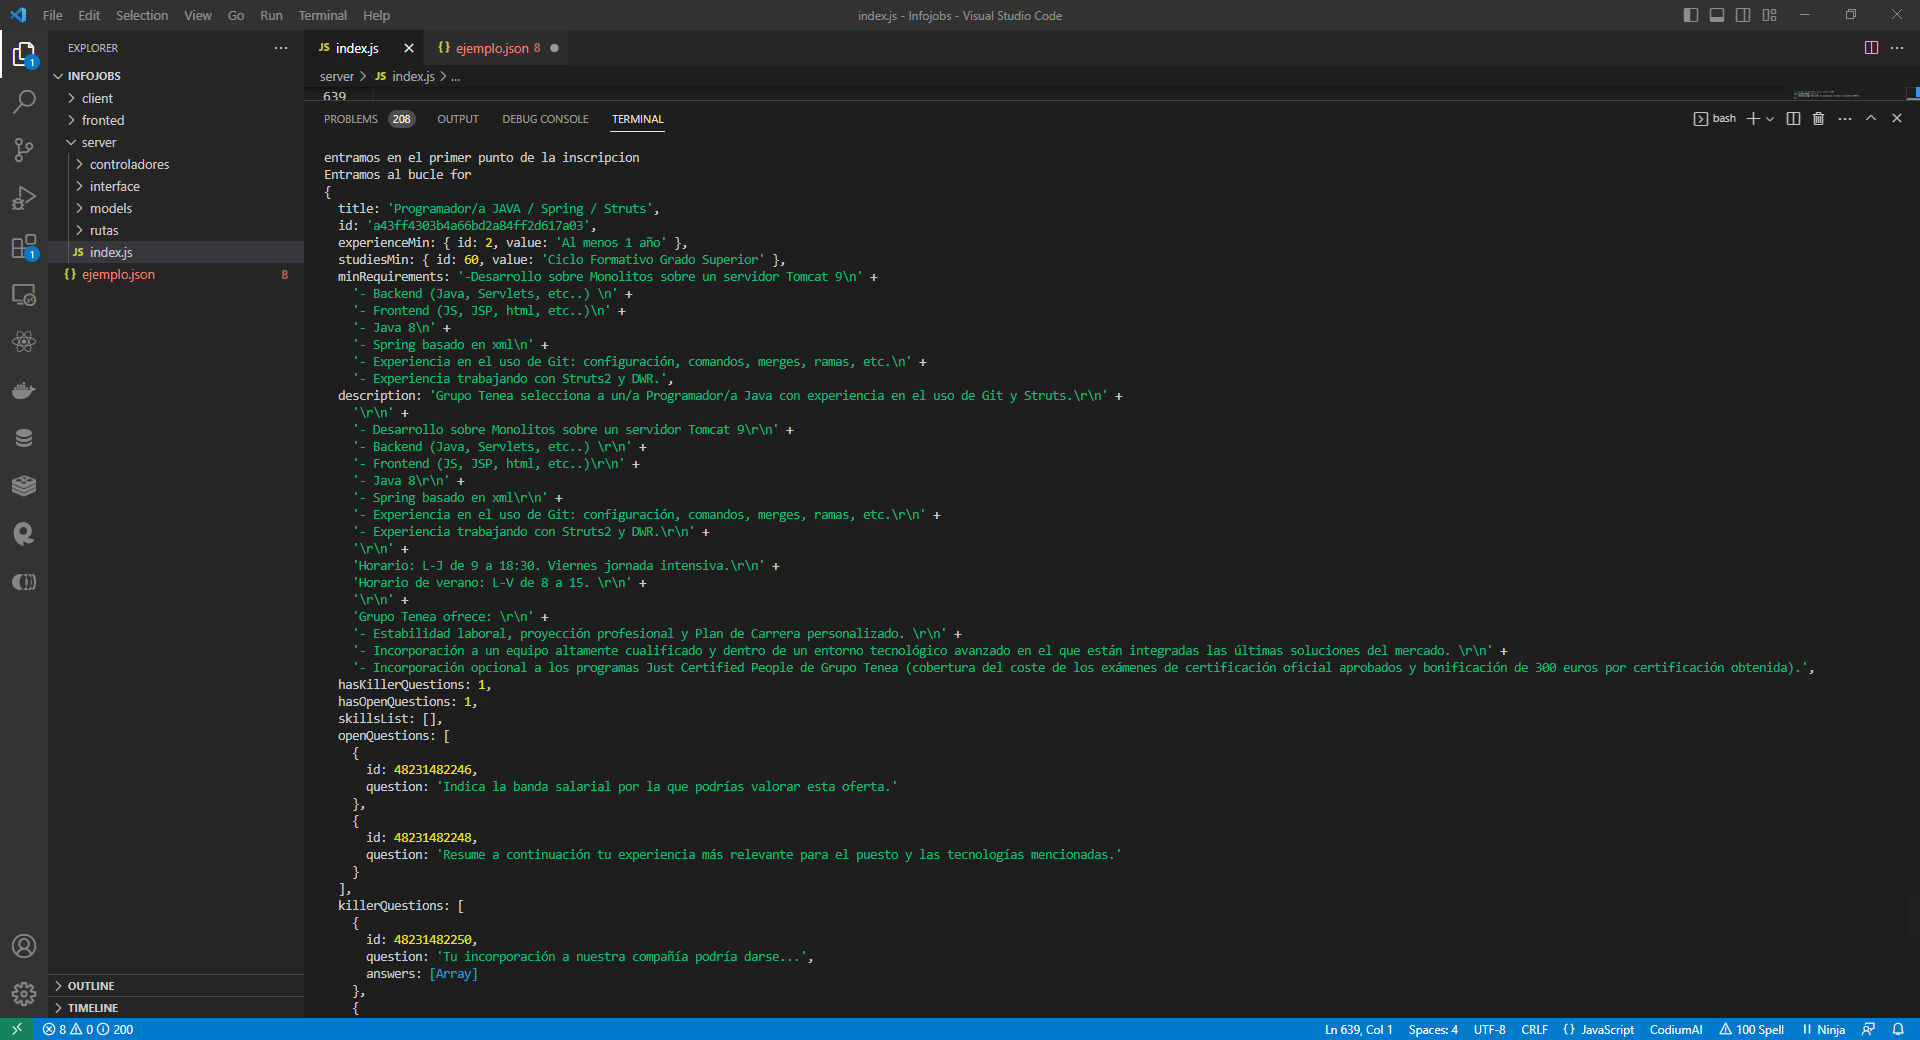 File Edit Selection View Go Run Terminal Help
index.js - Infojobs - Visual Studio Code
EXPLORER
INFOJOBS
client
fronted
server
controladores
interface
models
rutas
JS index.js
{} ejemplo.json 8
OUTLINE
TIMELINE
JS index.js
{} ejemplo.json 8
server > JS index.js > ...
639
PROBLEMS 208 OUTPUT DEBUG CONSOLE TERMINAL
bash
entramos en el primer punto de la inscripcion
Entramos al bucle for
{
title: 'Programador/a JAVA / Spring / Struts',
id: 'a43ff4303b4a66bd2a84ff2d617a03',
experienceMin: { id: 2, value: 'Al menos 1 año' },
studiesMin: { id: 60, value: 'Ciclo Formativo Grado Superior' },
minRequirements: '-Desarrollo sobre Monolitos sobre un servidor Tomcat 9\n' +
'- Backend (Java, Servlets, etc..) \n' +
'- Frontend (JS, JSP, html, etc..)\n' +
'- Java 8\n' +
'- Spring basado en xml\n' +
'- Experiencia en el uso de Git: configuración, comandos, merges, ramas, etc.\n' +
'- Experiencia trabajando con Struts2 y DWR.',
description: 'Grupo Tenea selecciona a un/a Programador/a Java con experiencia en el uso de Git y Struts.\r\n' +
'\r\n' +
'- Desarrollo sobre Monolitos sobre un servidor Tomcat 9\r\n' +
'- Backend (Java, Servlets, etc..) \r\n' +
'- Frontend (JS, JSP, html, etc..)\r\n' +
'- Java 8\r\n' +
'- Spring basado en xml\r\n' +
'- Experiencia en el uso de Git: configuración, comandos, merges, ramas, etc.\r\n' +
'- Experiencia trabajando con Struts2 y DWR.\r\n' +
'\r\n' +
'Horario: L-J de 9 a 18:30. Viernes jornada intensiva.\r\n' +
'Horario de verano: L-V de 8 a 15. \r\n' +
'\r\n' +
'Grupo Tenea ofrece: \r\n' +
'- Estabilidad laboral, proyección profesional y Plan de Carrera personalizado. \r\n' +
'- Incorporación a un equipo altamente cualificado y dentro de un entorno tecnológico avanzado en el que están integradas las últimas soluciones del mercado. \r\n' +
'- Incorporación opcional a los programas Just Certified People de Grupo Tenea (cobertura del coste de los exámenes de certificación oficial aprobados y bonificación de 300 euros por certificación obtenida).',
hasKillerQuestions: 1,
hasOpenQuestions: 1,
skillsList: [],
openQuestions: [
{
id: 48231482246,
question: 'Indica la banda salarial por la que podrías valorar esta oferta.'
},
{
id: 48231482248,
question: 'Resume a continuación tu experiencia más relevante para el puesto y las tecnologías mencionadas.'
}
],
killerQuestions: [
{
id: 48231482250,
question: 'Tu incorporación a nuestra compañía podría darse...',
answers: [Array]
},
{
8 0 200
Ln 639, Col 1 Spaces: 4 UTF-8 CRLF {} JavaScript CodiumAI 100 Spell Ninja